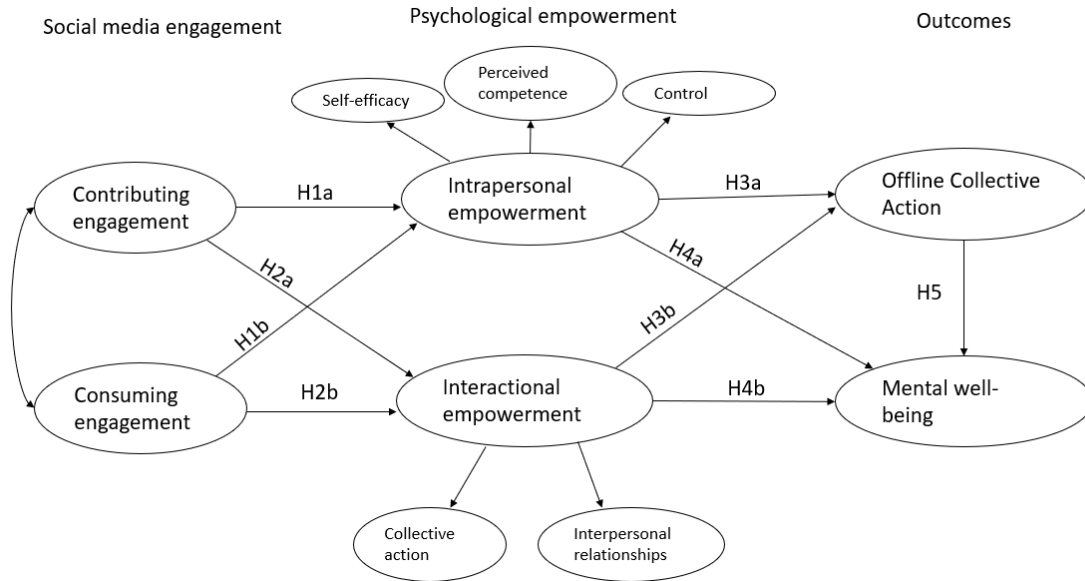 Social media engagement
Psychological empowerment
Outcomes
Self-efficacy
Perceived
competence
Control
Contributing
engagement
H1a
Intrapersonal
empowerment
H3a
Offline Collective
Action
H2a
H4a
H1b
H3b
H5
Consuming
engagement
H2b
Interactional
empowerment
H4b
Mental well-
being
Collective
action
Interpersonal
relationships